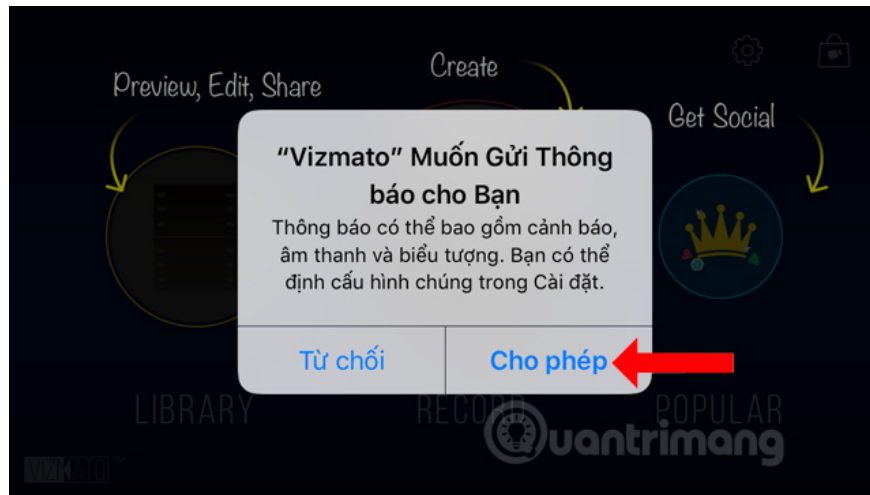 Create
Preview, Edit, Share
Get Social
“Vizmato” Muốn Gửi Thông
báo cho Bạn
Thông báo có thể bao gồm cảnh báo,
âm thanh và biểu tượng. Bạn có thể
định cấu hình chúng trong Cài đặt.
Từ chối
Cho phép
LIBRARY
RECORD
POPULAR
Quantrimang
VIZMATO™